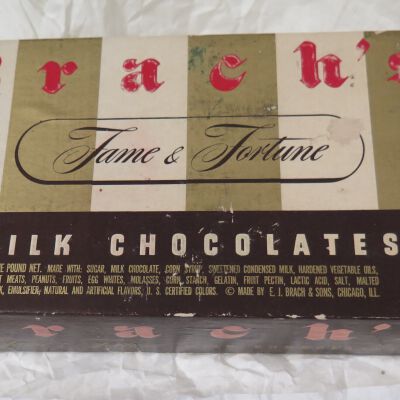 rach's
Fame & Fortune
ILK CHOCOLATES
E POUND NET. MADE WITH: SUGAR, MILK CHOCOLATE, CORN SYRUP, SWEETENED CONDENSED MILK, HARDENED VEGETABLE OILS,
T MEATS, PEANUTS, FRUITS, EGG WHITES, MOLASSES, CORN STARCH, GELATIN, FRUIT PECTIN, LACTIC ACID, SALT, MALTED
K, EMULSIFIER, NATURAL AND ARTIFICIAL FLAVORS, U. S. CERTIFIED COLORS. © MADE BY E. J. BRACH & SONS, CHICAGO, ILL.
rach's